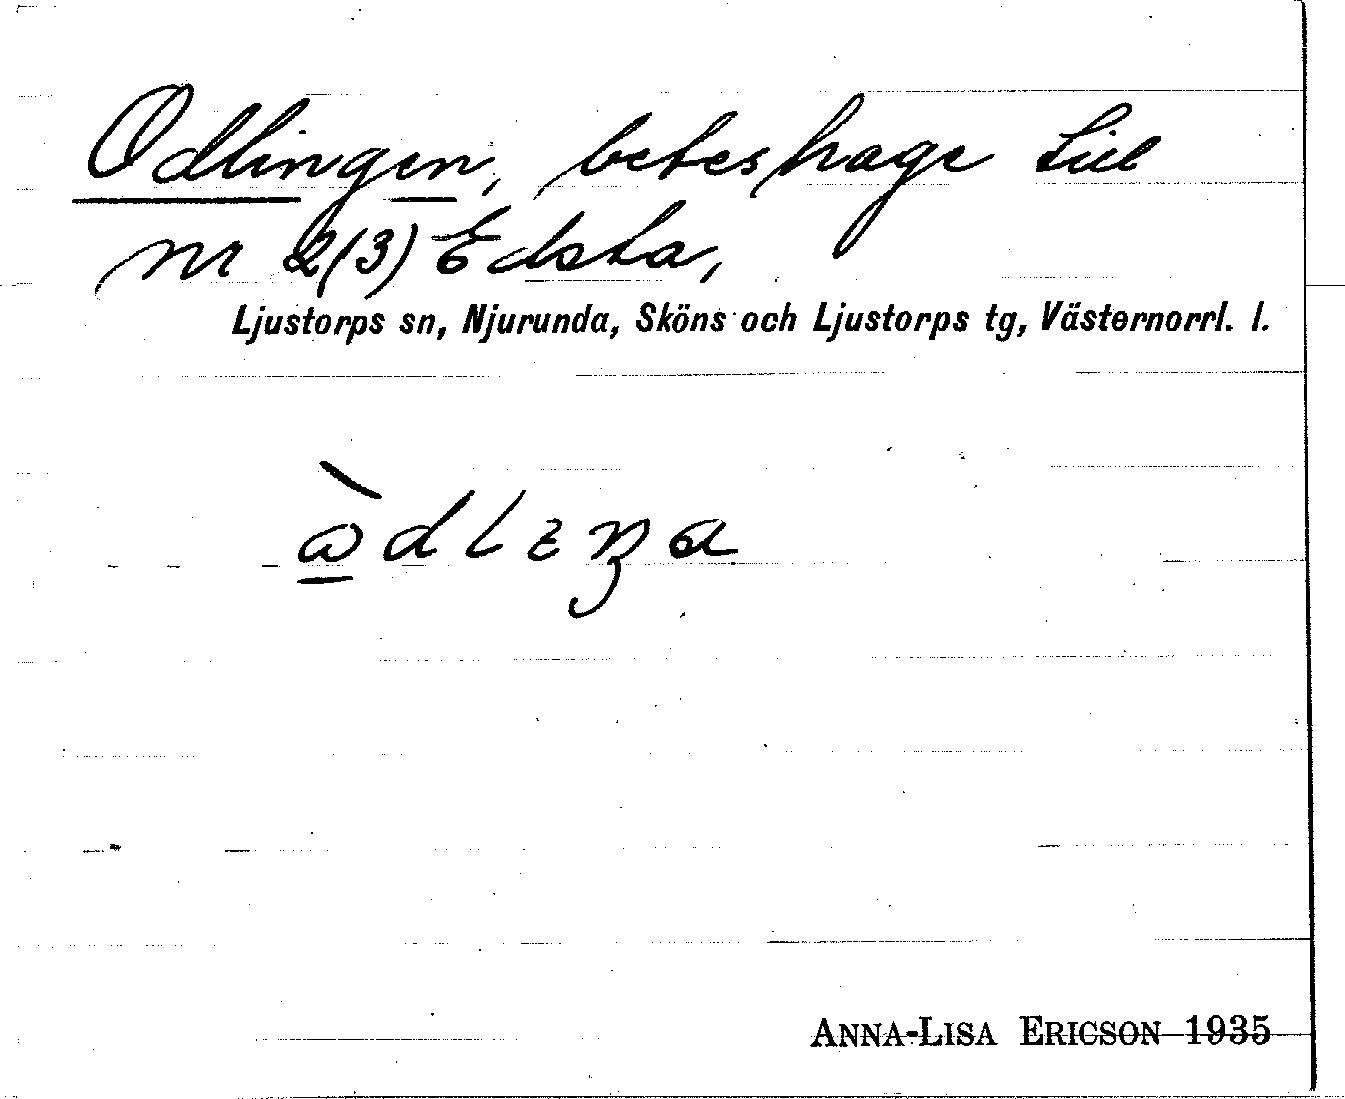 Odlingen, beteshage till
nr 2(3) Edsta,
Ljustorps sn, Njurunda, Sköns och Ljustorps tg, Västernorrl. l.
ANNA-LISA ERICSON 1935